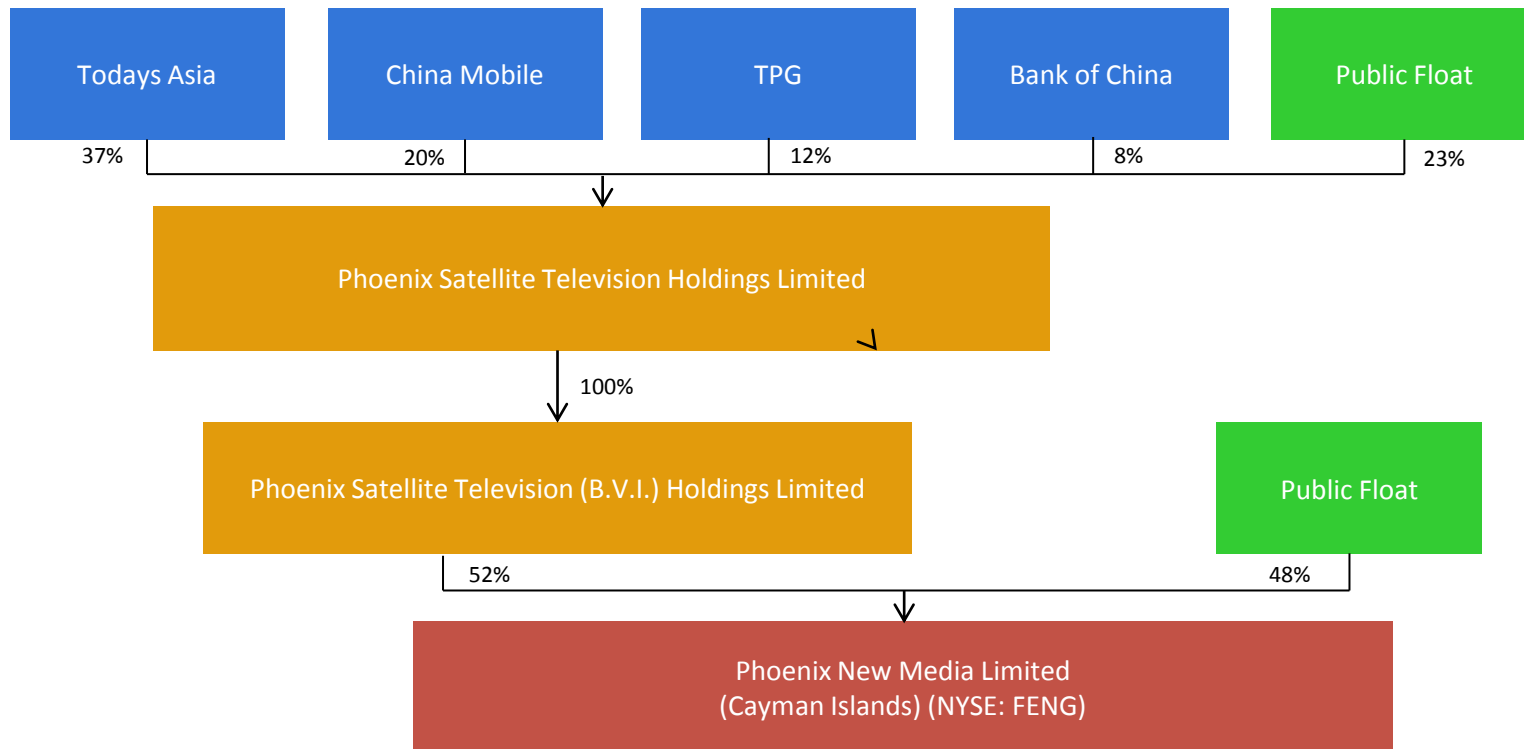 Todays Asia
China Mobile
TPG
Bank of China
Public Float
37%
20%
12%
8%
23%
Phoenix Satellite Television Holdings Limited
100%
Phoenix Satellite Television (B.V.I.) Holdings Limited
Public Float
52%
48%
Phoenix New Media Limited
(Cayman Islands) (NYSE: FENG)